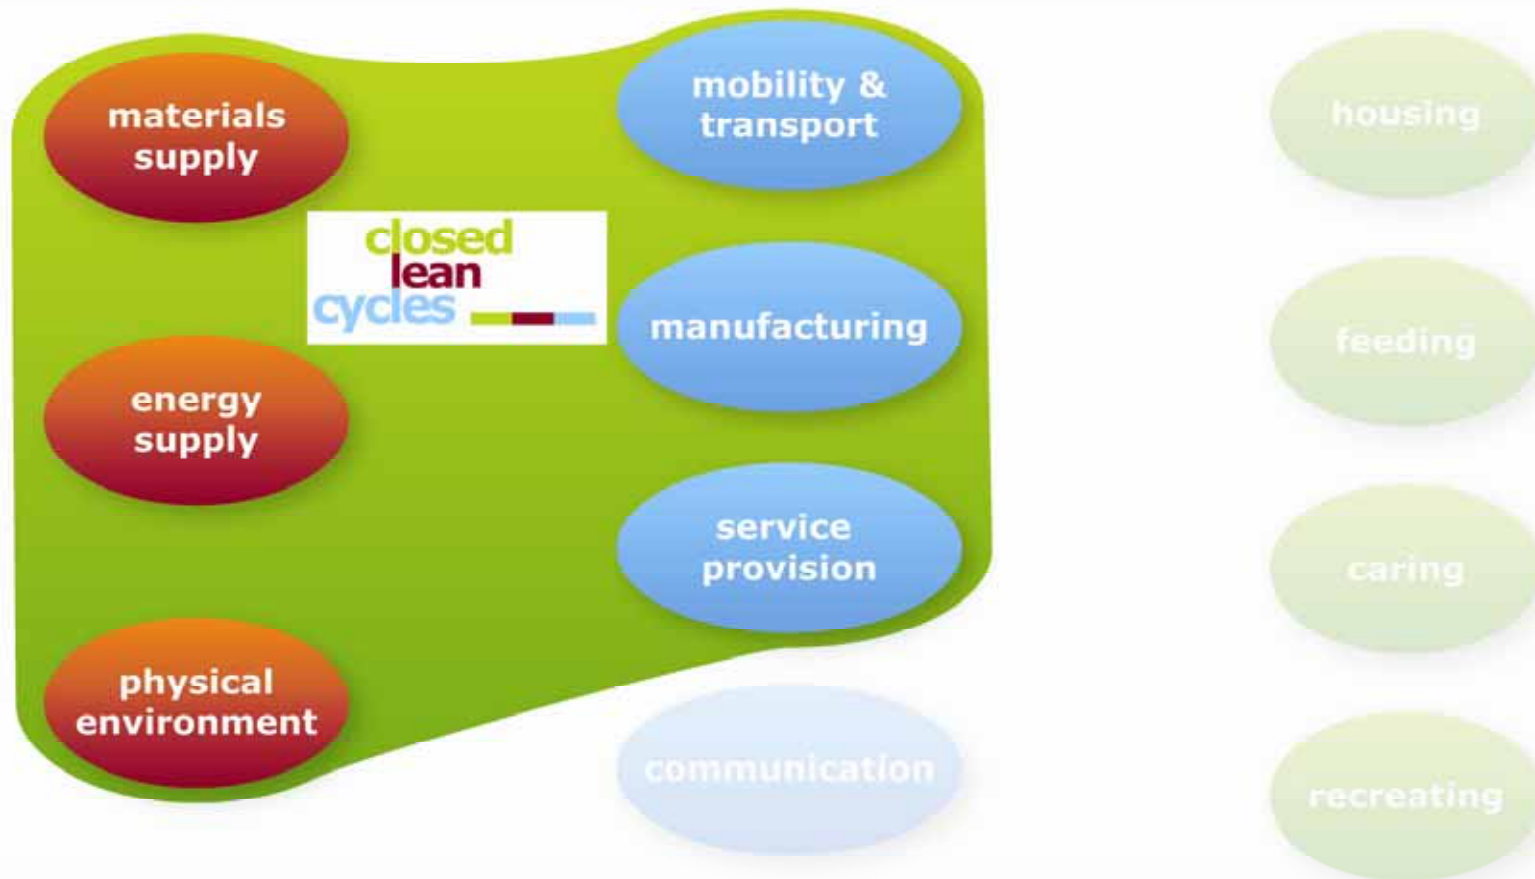 materials
supply
energy
supply
physical
environment
closed
lean
cycles
mobility &
transport
manufacturing
service
provision
communication
housing
feeding
caring
recreating